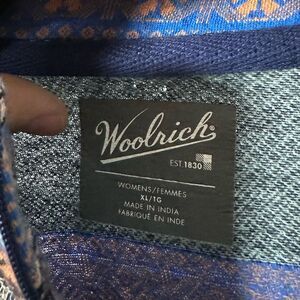 Woolrich
EST. 1830
WOMENS/FEMMES
XL/TG
MADE IN INDIA
FABRIQUÉ EN INDE